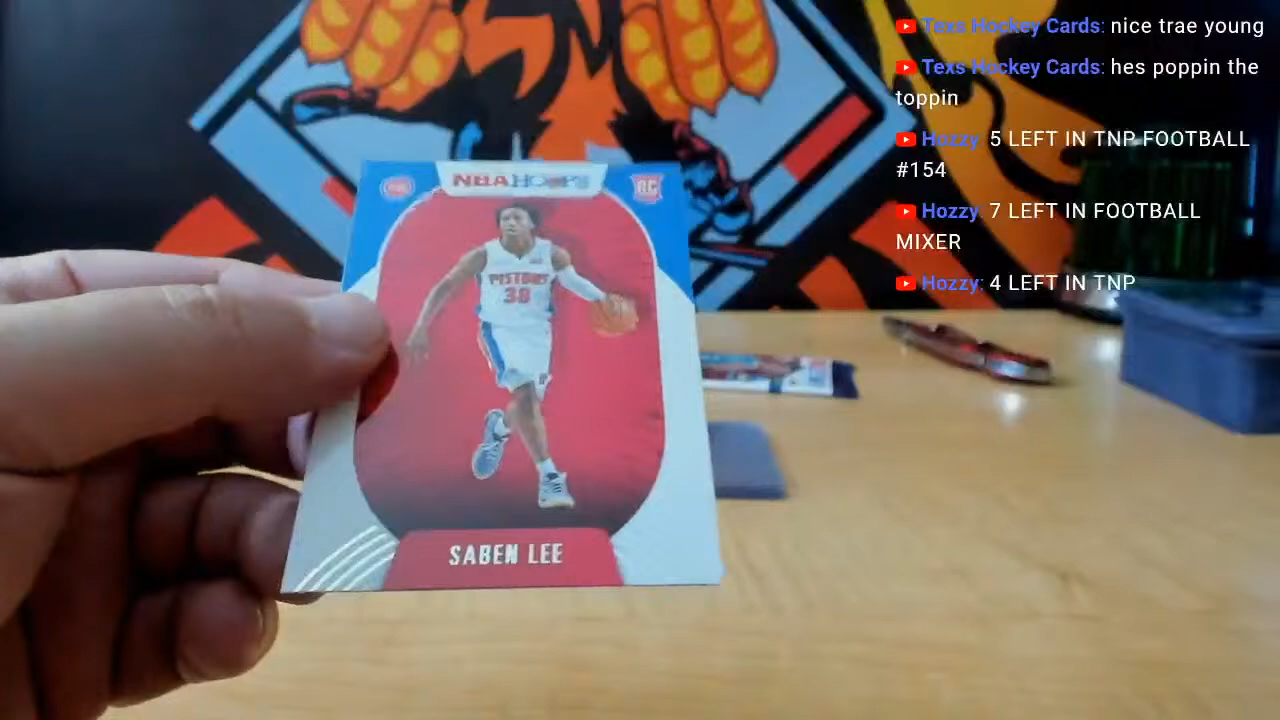 Texs Hockey Cards: nice trae young
Texs Hockey Cards: hes poppin the
toppin
Hozzy: 5 LEFT IN TNP FOOTBALL
#154
Hozzy: 7 LEFT IN FOOTBALL
MIXER
Hozzy: 4 LEFT IN TNP
NBA HOOPS
RC
PISTONS
38
SABEN LEE